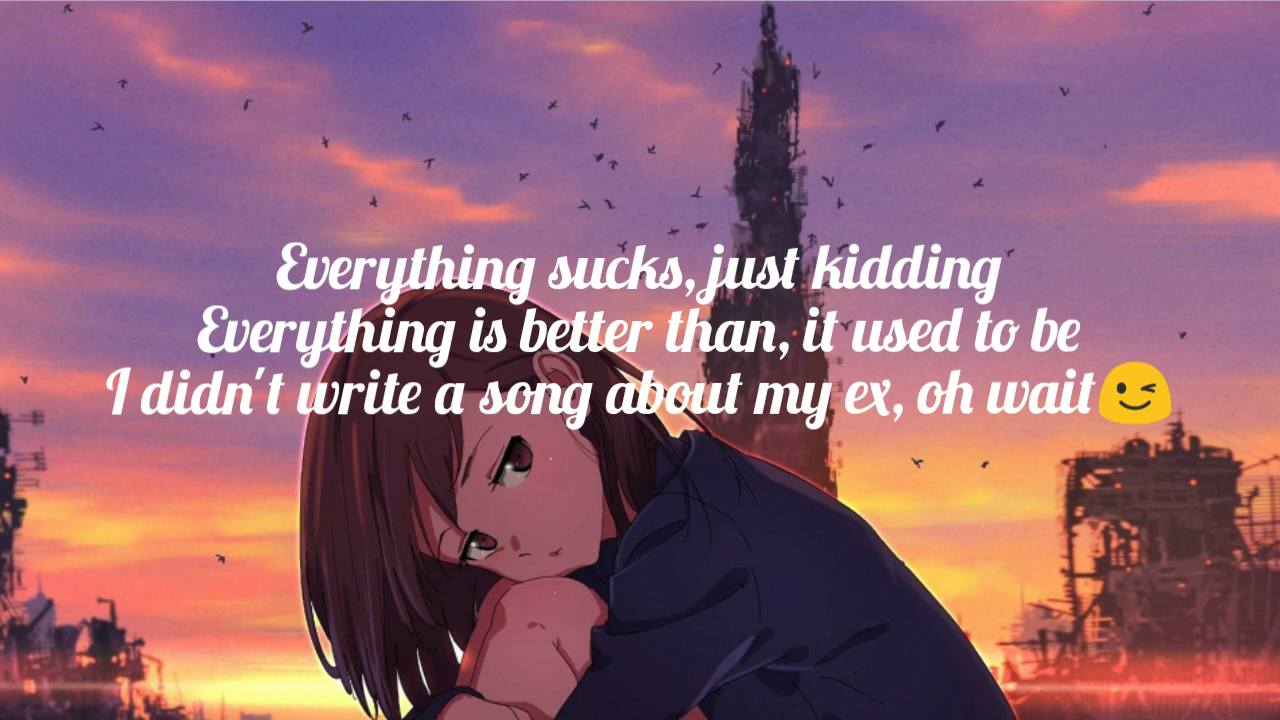 Everything sucks, just kidding
Everything is better than, it used to be
I didn't write a song about my ex, oh wait😉